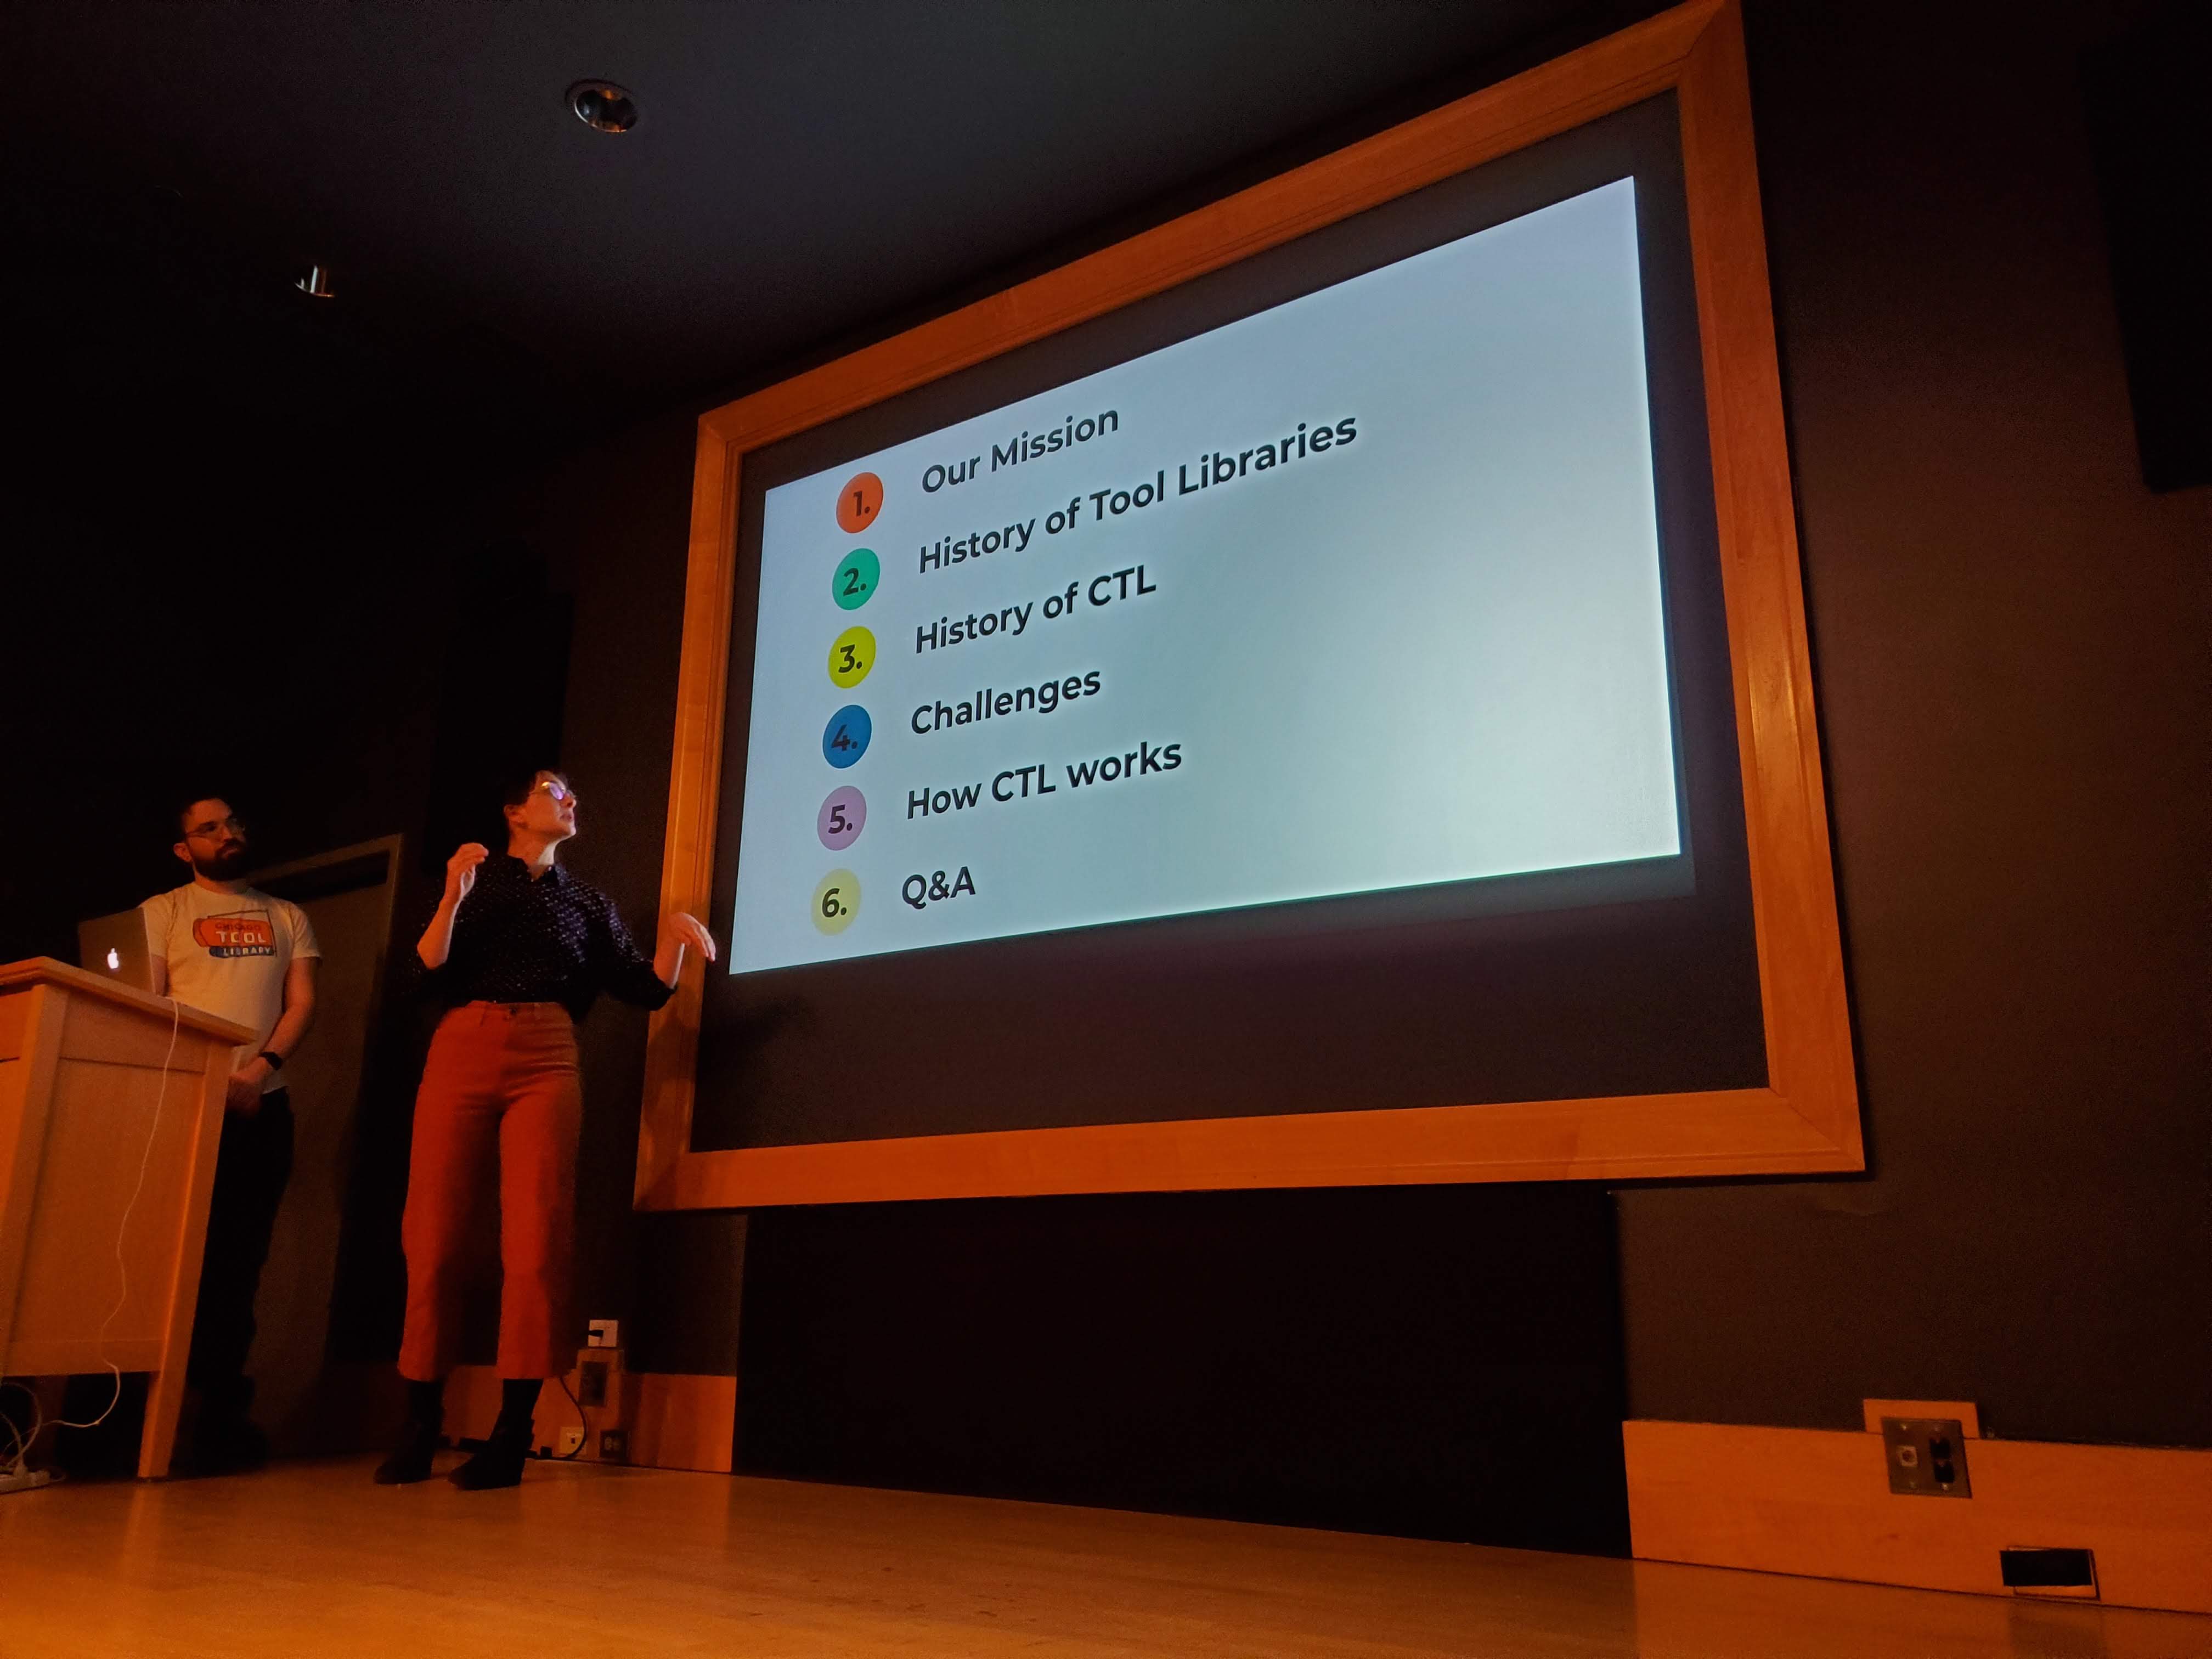 1. Our Mission
2. History of Tool Libraries
3. History of CTL
4. Challenges
5. How CTL works
6. Q&A
CHICAGO
TOOL
LIBRARY